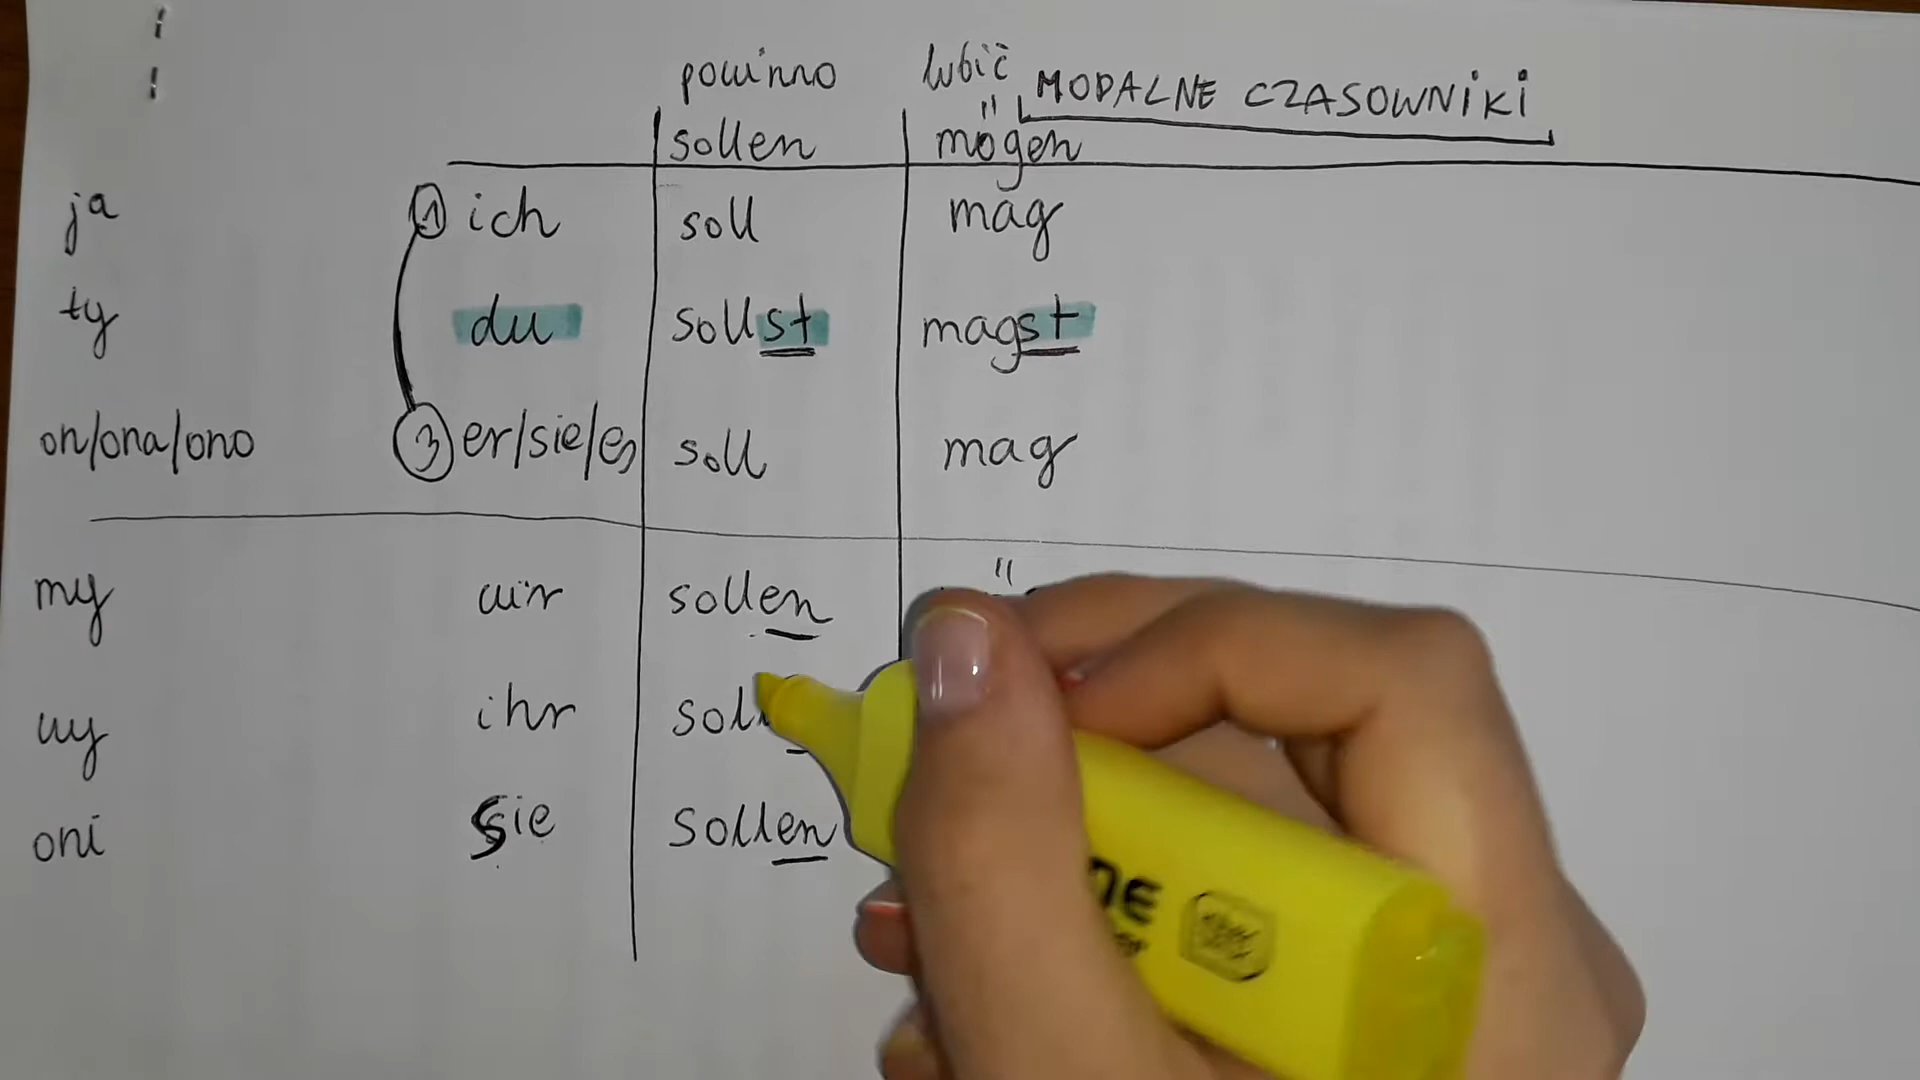 powinno lubić MODALNE CZASOWNIKI
sollen mögen
ja 1 ich soll mag
ty du sollst magst
on/ona/ono 3 er/sie/es soll mag
my wir sollen
wy ihr
oni sie sollen